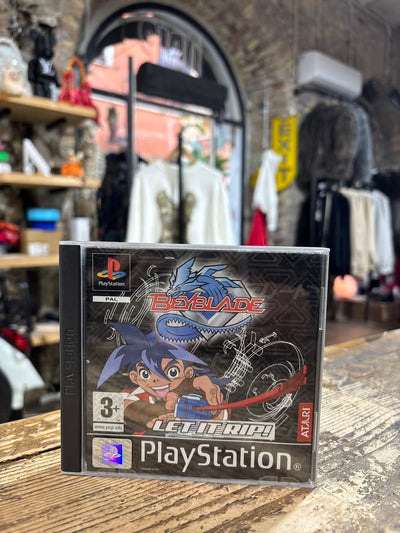 PlayStation
PAL
BEYBLADE
PlayStation
3+
www.pegi.info
LET IT RIP!
ATARI
PlayStation®